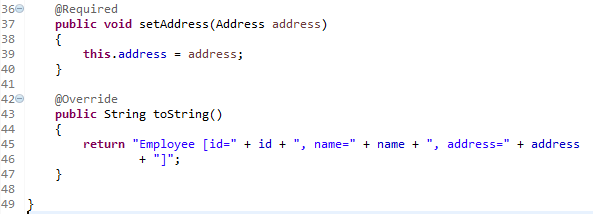 36 @Required
37 public void setAddress(Address address)
38 {
39 this.address = address;
40 }
41
42 @Override
43 public String toString()
44 {
45 return "Employee [id=" + id + ", name=" + name + ", address=" + address
46 + "]";
47 }
48
49 }